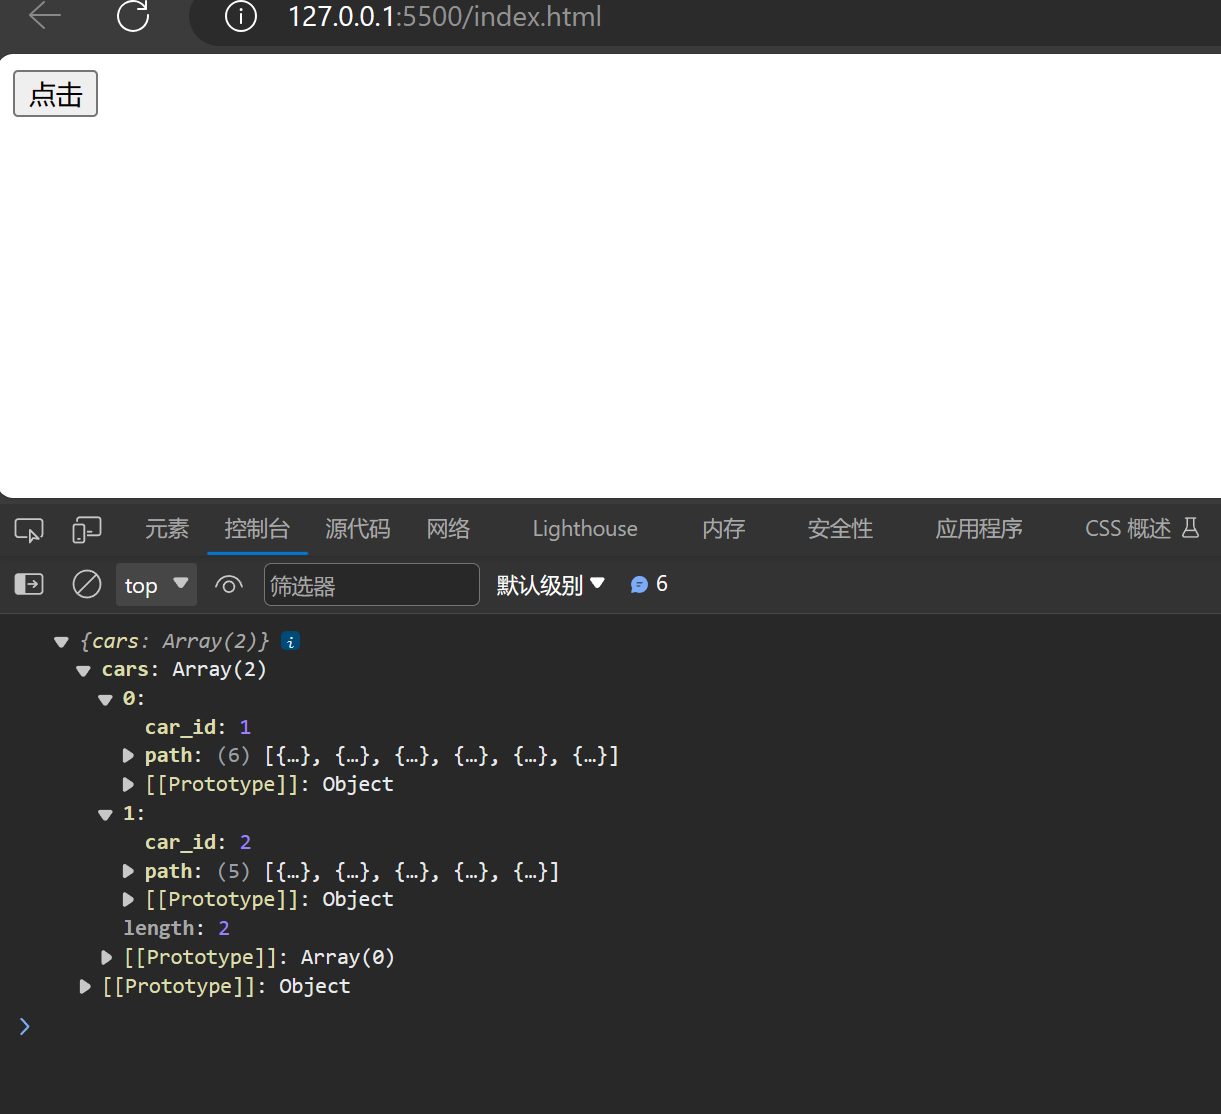 127.0.0.1:5500/index.html
点击
元素 控制台 源代码 网络 Lighthouse 内存 安全性 应用程序 CSS 概述
top 筛选器 默认级别 6
{cars: Array(2)} i
cars: Array(2)
0:
car_id: 1
path: (6) [{…}, {…}, {…}, {…}, {…}, {…}]
[[Prototype]]: Object
1:
car_id: 2
path: (5) [{…}, {…}, {…}, {…}, {…}]
[[Prototype]]: Object
length: 2
[[Prototype]]: Array(0)
[[Prototype]]: Object